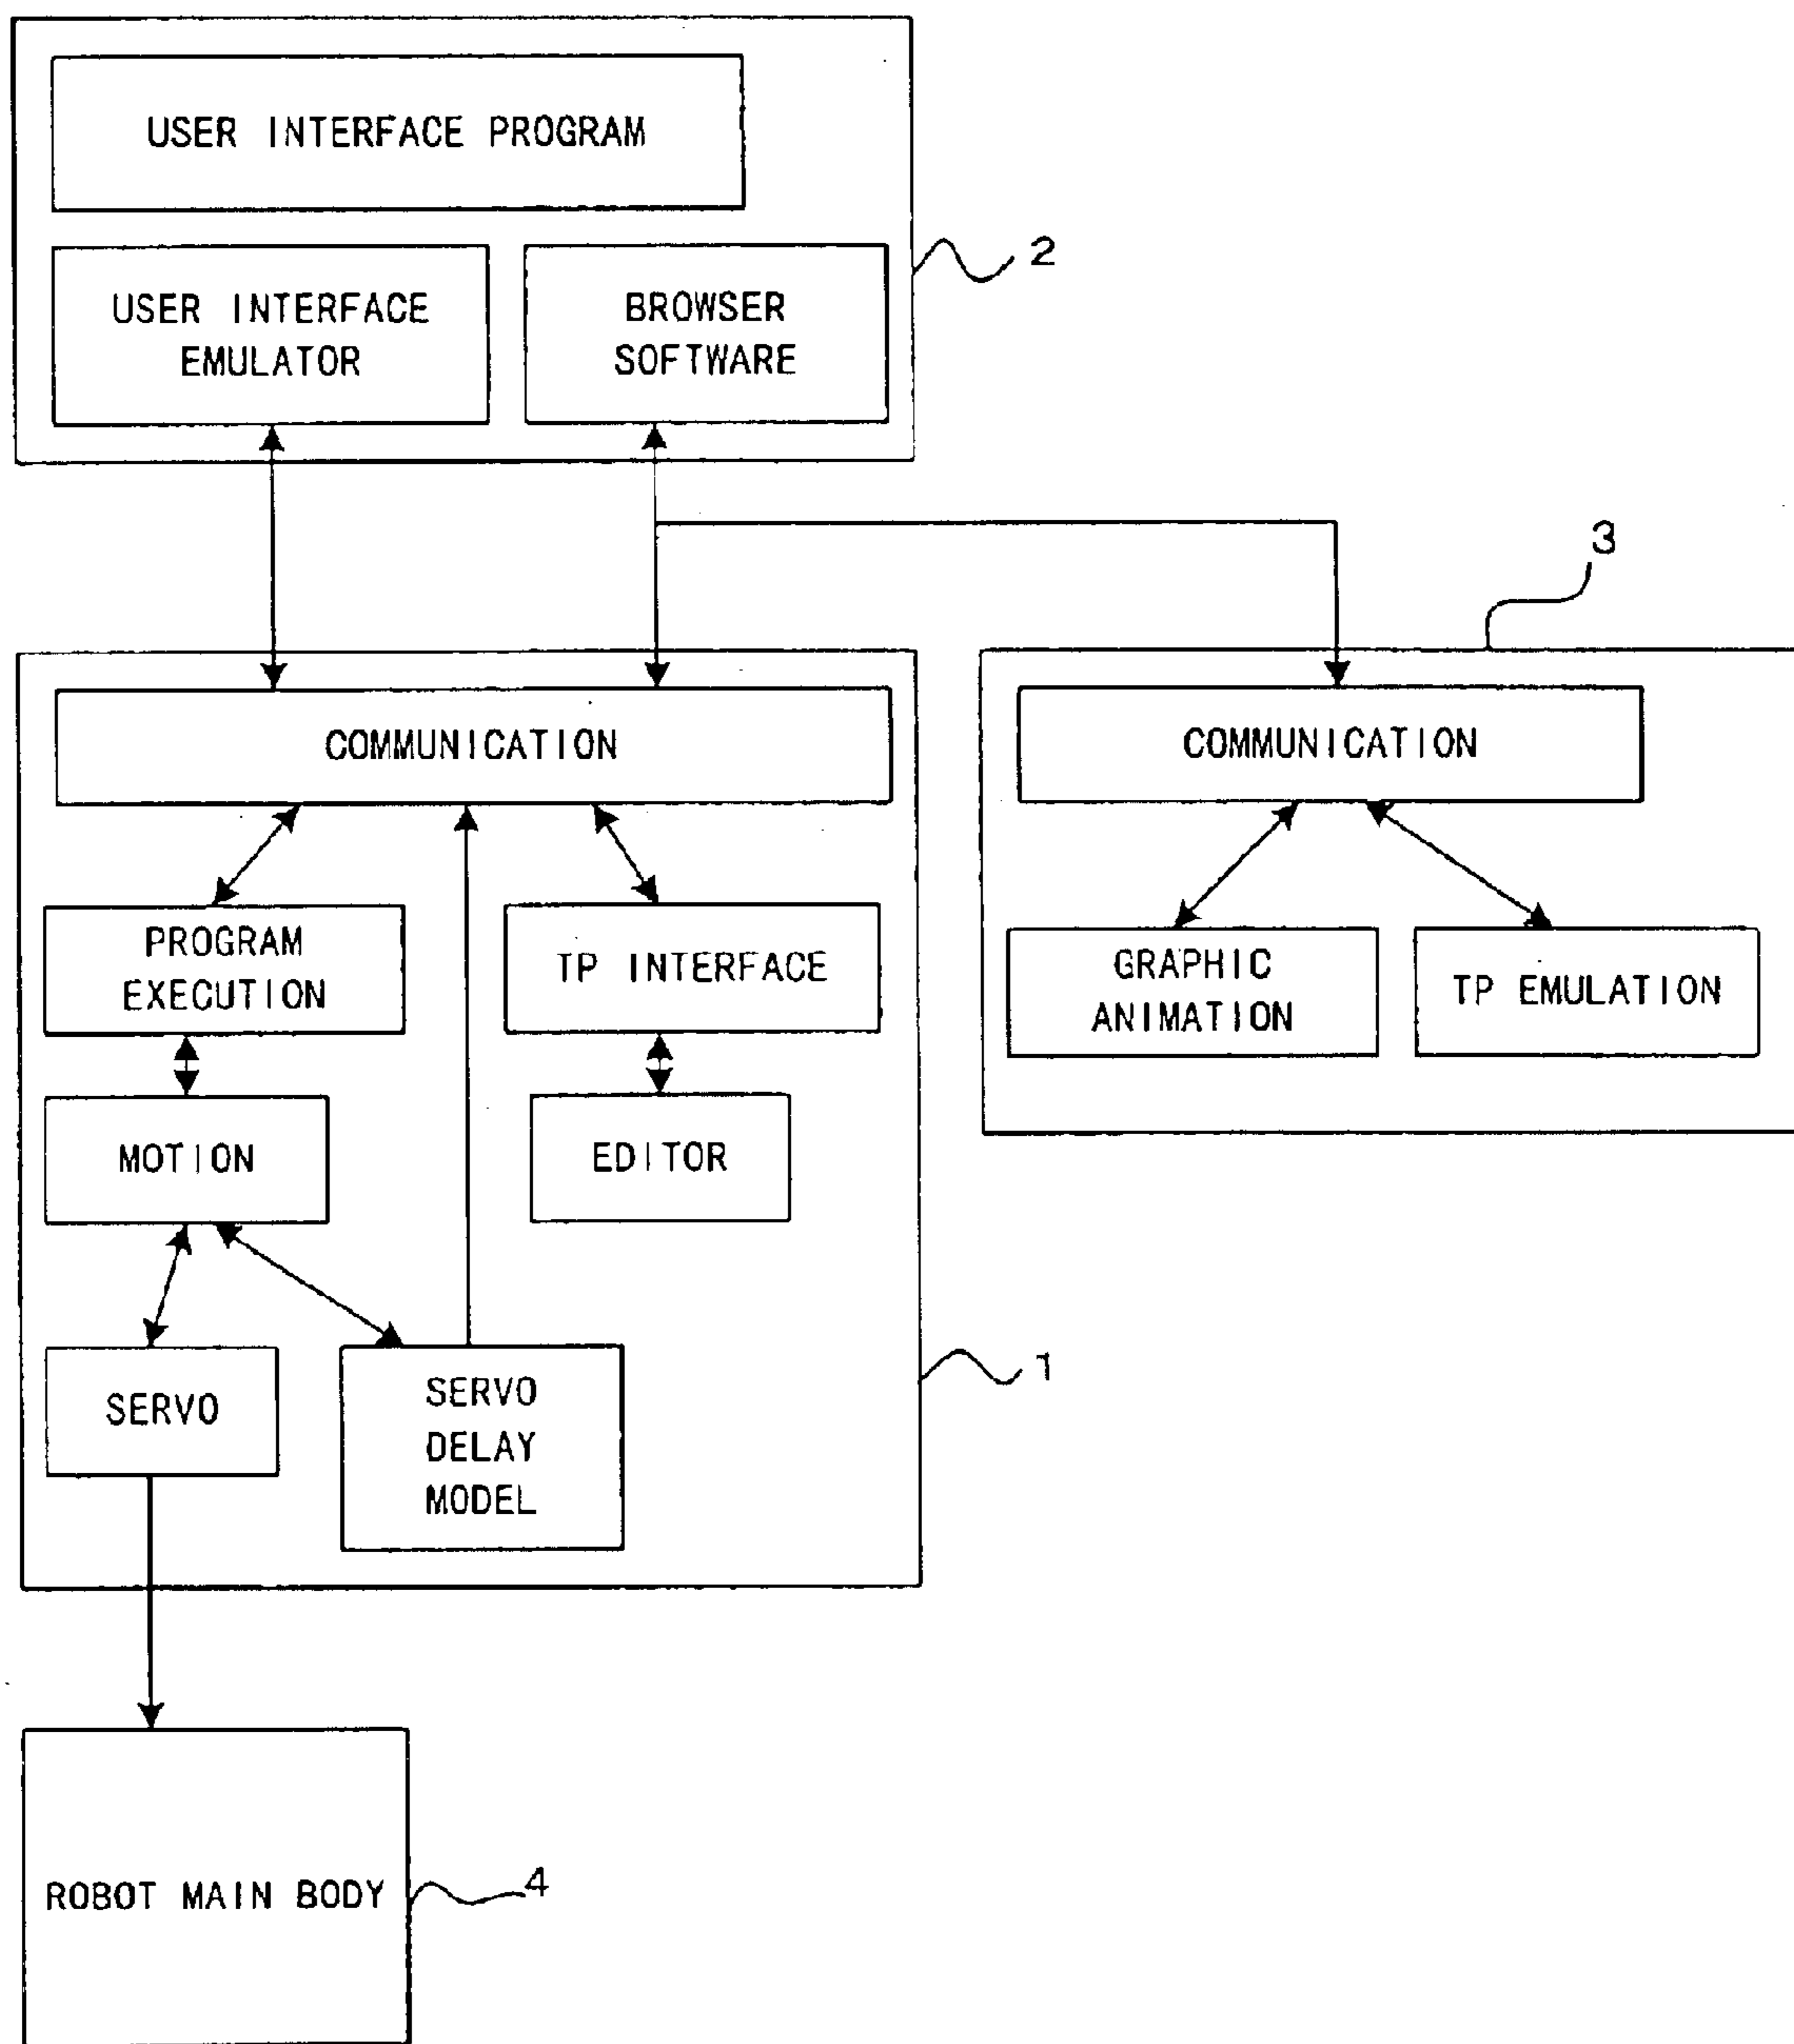 USER INTERFACE PROGRAM
USER INTERFACE
EMULATOR
BROWSER
SOFTWARE
2
3
COMMUNICATION
COMMUNICATION
PROGRAM
EXECUTION
TP INTERFACE
GRAPHIC
ANIMATION
TP EMULATION
MOTION
EDITOR
SERVO
SERVO
DELAY
MODEL
1
ROBOT MAIN BODY
4